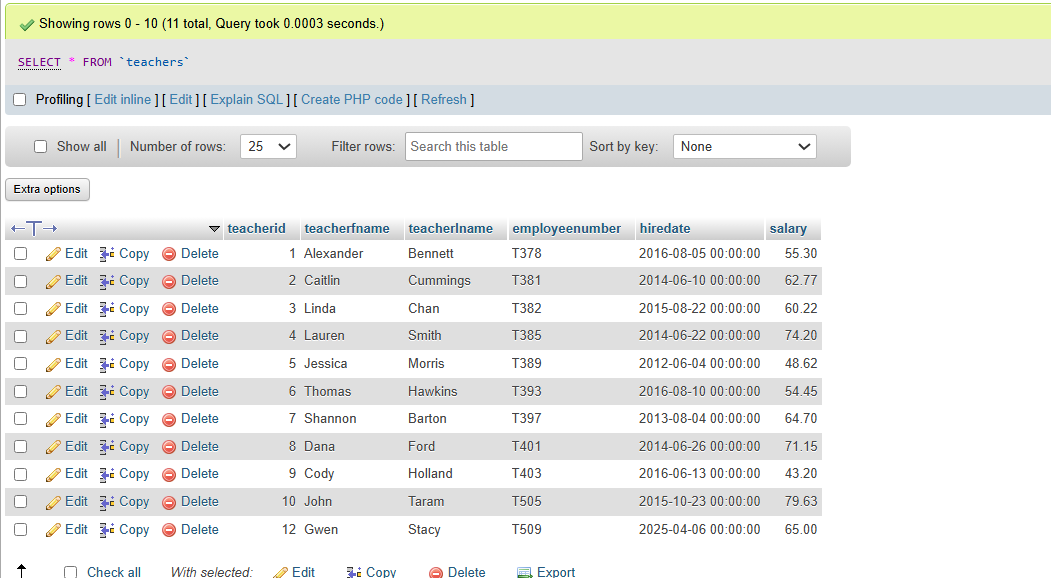 Showing rows 0 - 10 (11 total, Query took 0.0003 seconds.)
SELECT * FROM `teachers`
Profiling [ Edit inline ] [ Edit ] [ Explain SQL ] [ Create PHP code ] [ Refresh ]
Show all | Number of rows: 25 Filter rows: Search this table Sort by key: None
Extra options
←T→ teacherid teacherfname teacherlname employeenumber hiredate salary
Edit Copy Delete 1 Alexander Bennett T378 2016-08-05 00:00:00 55.30
Edit Copy Delete 2 Caitlin Cummings T381 2014-06-10 00:00:00 62.77
Edit Copy Delete 3 Linda Chan T382 2015-08-22 00:00:00 60.22
Edit Copy Delete 4 Lauren Smith T385 2014-06-22 00:00:00 74.20
Edit Copy Delete 5 Jessica Morris T389 2012-06-04 00:00:00 48.62
Edit Copy Delete 6 Thomas Hawkins T393 2016-08-10 00:00:00 54.45
Edit Copy Delete 7 Shannon Barton T397 2013-08-04 00:00:00 64.70
Edit Copy Delete 8 Dana Ford T401 2014-06-26 00:00:00 71.15
Edit Copy Delete 9 Cody Holland T403 2016-06-13 00:00:00 43.20
Edit Copy Delete 10 John Taram T505 2015-10-23 00:00:00 79.63
Edit Copy Delete 12 Gwen Stacy T509 2025-04-06 00:00:00 65.00
Check all With selected: Edit Copy Delete Export